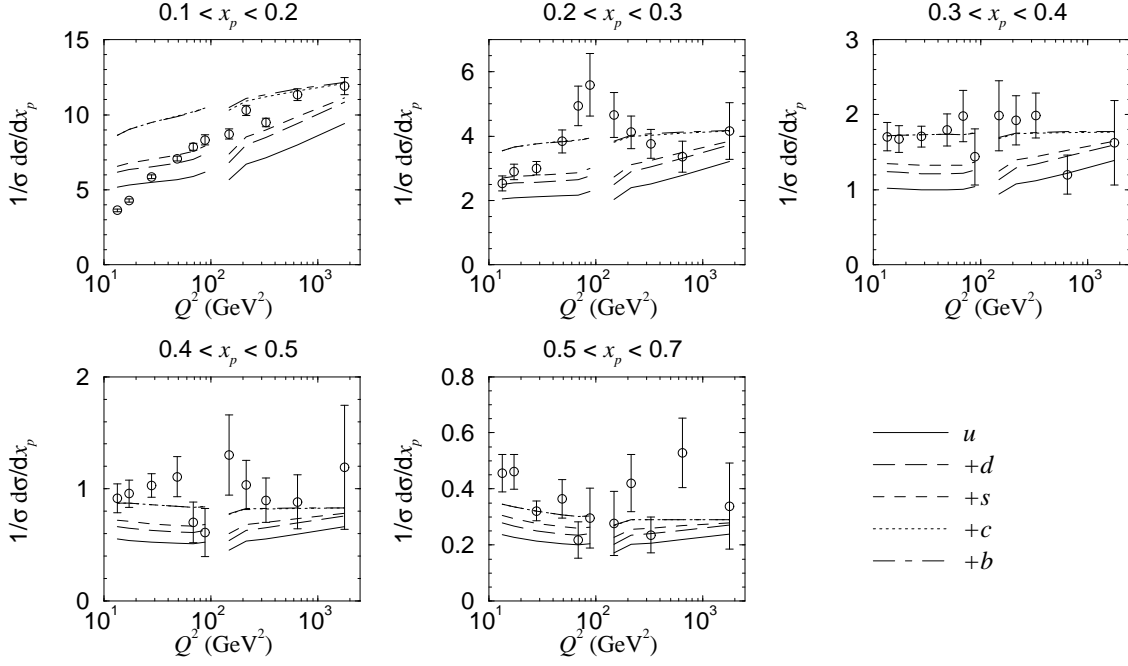 0.1 < x_p < 0.2
1/σ dσ/dx_p
15
10
5
0
10^1
10^2
10^3
Q^2 (GeV^2)
0.2 < x_p < 0.3
1/σ dσ/dx_p
6
4
2
0
10^1
10^2
10^3
Q^2 (GeV^2)
0.3 < x_p < 0.4
1/σ dσ/dx_p
3
2
1
0
10^1
10^2
10^3
Q^2 (GeV^2)
0.4 < x_p < 0.5
1/σ dσ/dx_p
2
1
0
10^1
10^2
10^3
Q^2 (GeV^2)
0.5 < x_p < 0.7
1/σ dσ/dx_p
0.8
0.6
0.4
0.2
0
10^1
10^2
10^3
Q^2 (GeV^2)
u
+d
+s
+c
+b